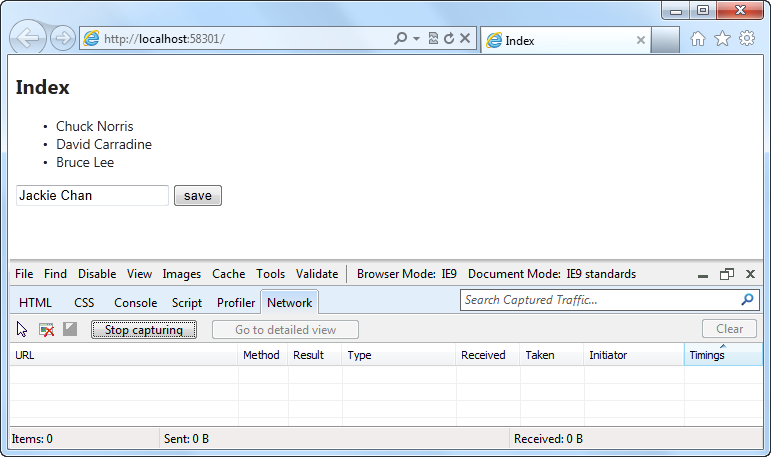 http://localhost:58301/
Index
Index
• Chuck Norris
• David Carradine
• Bruce Lee
Jackie Chan save
File Find Disable View Images Cache Tools Validate Browser Mode: IE9 Document Mode: IE9 standards
HTML CSS Console Script Profiler Network Search Captured Traffic...
Stop capturing Go to detailed view Clear
URL Method Result Type Received Taken Initiator Timings
Items: 0 Sent: 0 B Received: 0 B